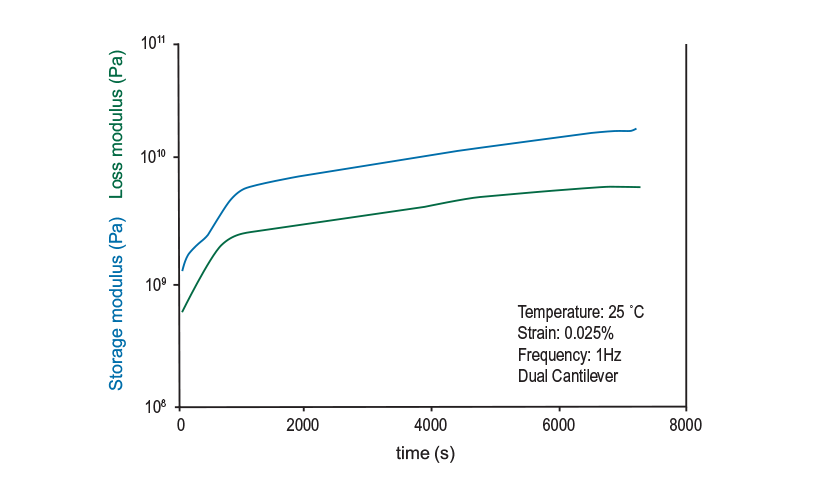 10¹¹
10¹⁰
10⁹
10⁸
Storage modulus (Pa) Loss modulus (Pa)
Temperature: 25 ˚C
Strain: 0.025%
Frequency: 1Hz
Dual Cantilever
0 2000 4000 6000 8000
time (s)